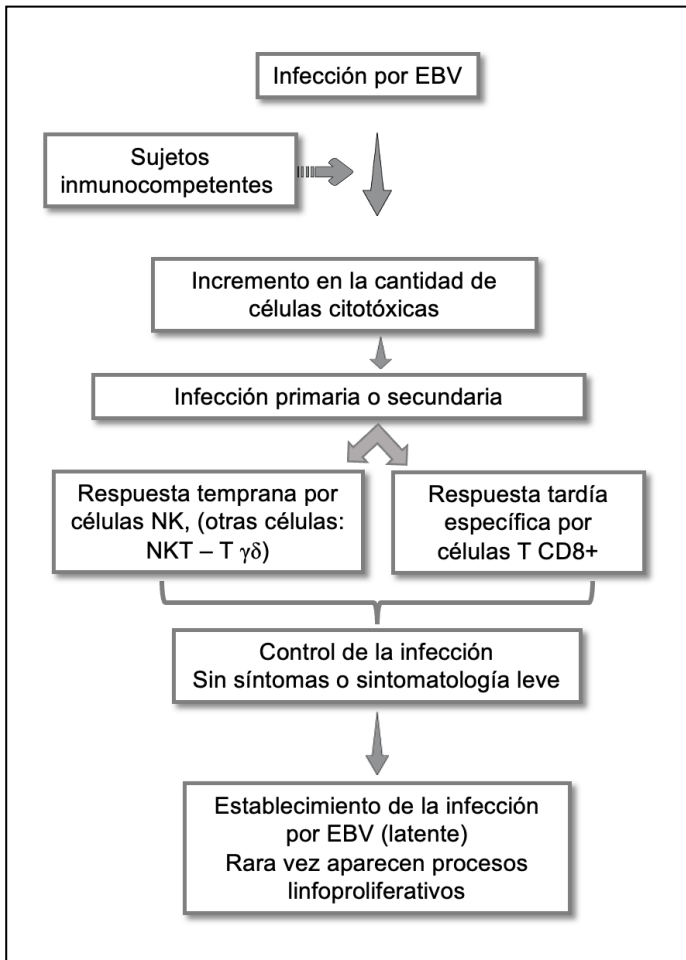 Infección por EBV
Sujetos
inmunocompetentes
Incremento en la cantidad de
células citotóxicas
Infección primaria o secundaria
Respuesta temprana por
células NK, (otras células:
NKT – T γδ)
Respuesta tardía
específica por
células T CD8+
Control de la infección
Sin síntomas o sintomatología leve
Establecimiento de la infección
por EBV (latente)
Rara vez aparecen procesos
linfoproliferativos